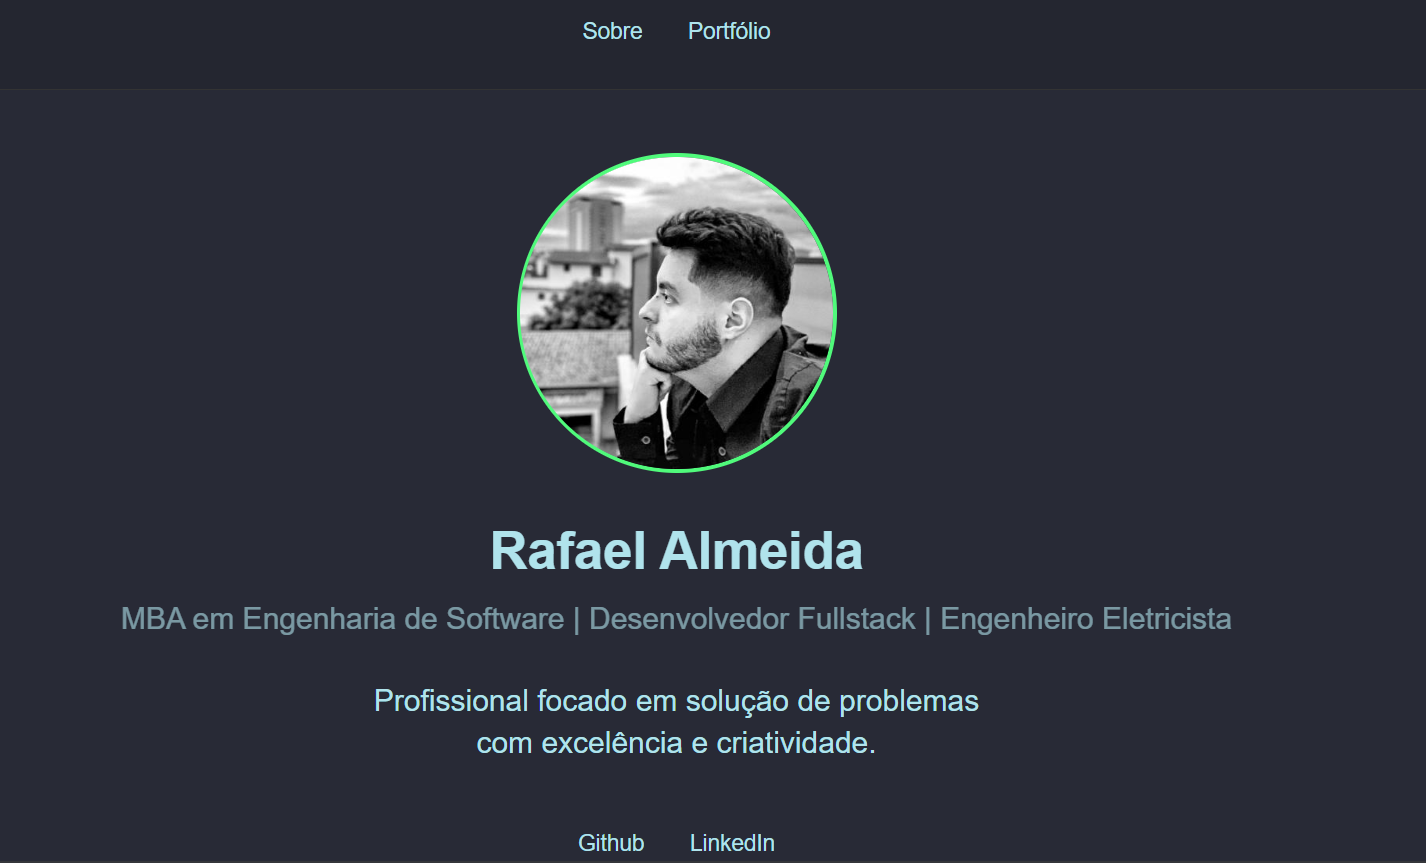 Sobre Portfólio
Rafael Almeida
MBA em Engenharia de Software | Desenvolvedor Fullstack | Engenheiro Eletricista
Profissional focado em solução de problemas
com excelência e criatividade.
Github LinkedIn